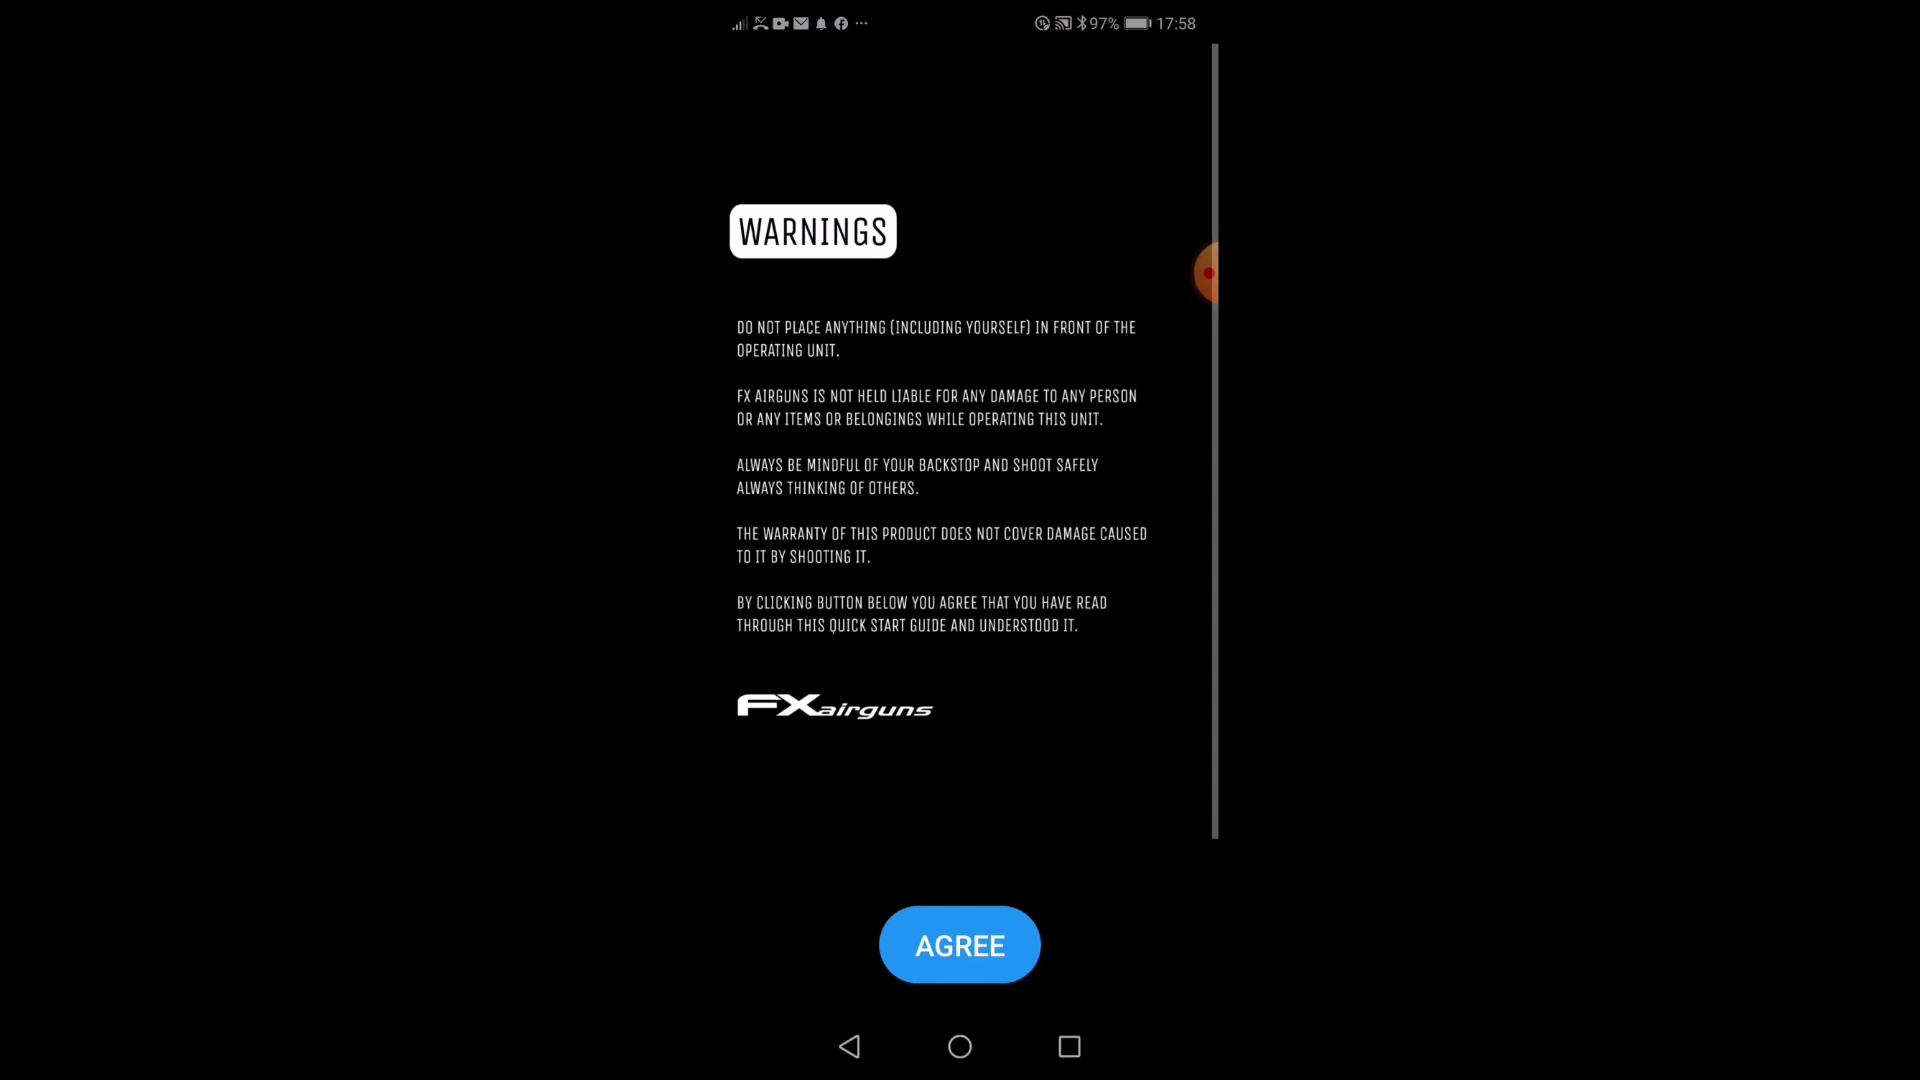 97% 17:58
WARNINGS
DO NOT PLACE ANYTHING (INCLUDING YOURSELF) IN FRONT OF THE
OPERATING UNIT.
FX AIRGUNS IS NOT HELD LIABLE FOR ANY DAMAGE TO ANY PERSON
OR ANY ITEMS OR BELONGINGS WHILE OPERATING THIS UNIT.
ALWAYS BE MINDFUL OF YOUR BACKSTOP AND SHOOT SAFELY
ALWAYS THINKING OF OTHERS.
THE WARRANTY OF THIS PRODUCT DOES NOT COVER DAMAGE CAUSED
TO IT BY SHOOTING IT.
BY CLICKING BUTTON BELOW YOU AGREE THAT YOU HAVE READ
THROUGH THIS QUICK START GUIDE AND UNDERSTOOD IT.
FXairguns
AGREE